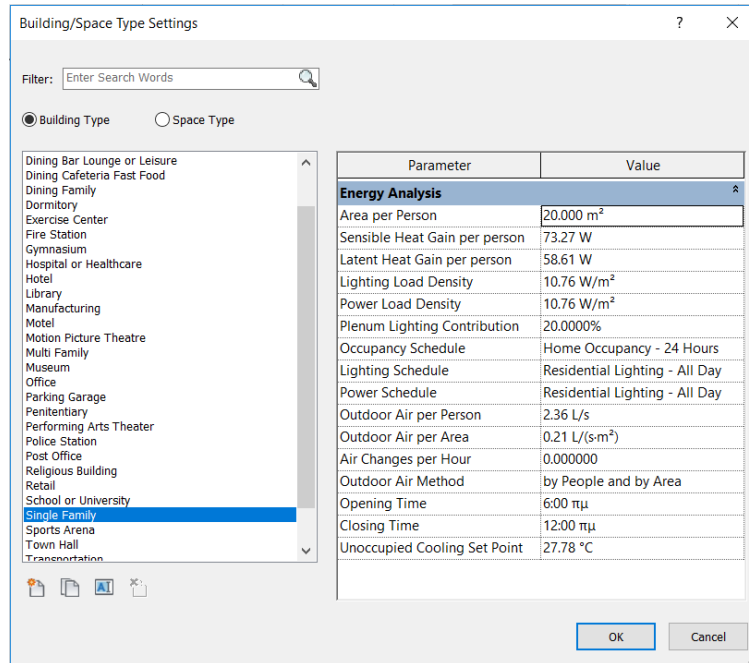 Building/Space Type Settings
?
Filter:
Enter Search Words
Building Type
Space Type
Dining Bar Lounge or Leisure
Dining Cafeteria Fast Food
Dining Family
Dormitory
Exercise Center
Fire Station
Gymnasium
Hospital or Healthcare
Hotel
Library
Manufacturing
Motel
Motion Picture Theatre
Multi Family
Museum
Office
Parking Garage
Penitentiary
Performing Arts Theater
Police Station
Post Office
Religious Building
Retail
School or University
Single Family
Sports Arena
Town Hall
Transportation
Parameter Value
Energy Analysis
Area per Person 20.000 m²
Sensible Heat Gain per person 73.27 W
Latent Heat Gain per person 58.61 W
Lighting Load Density 10.76 W/m²
Power Load Density 10.76 W/m²
Plenum Lighting Contribution 20.0000%
Occupancy Schedule Home Occupancy - 24 Hours
Lighting Schedule Residential Lighting - All Day
Power Schedule Residential Lighting - All Day
Outdoor Air per Person 2.36 L/s
Outdoor Air per Area 0.21 L/(s·m²)
Air Changes per Hour 0.000000
Outdoor Air Method by People and by Area
Opening Time 6:00 πμ
Closing Time 12:00 πμ
Unoccupied Cooling Set Point 27.78 °C
AI
OK
Cancel